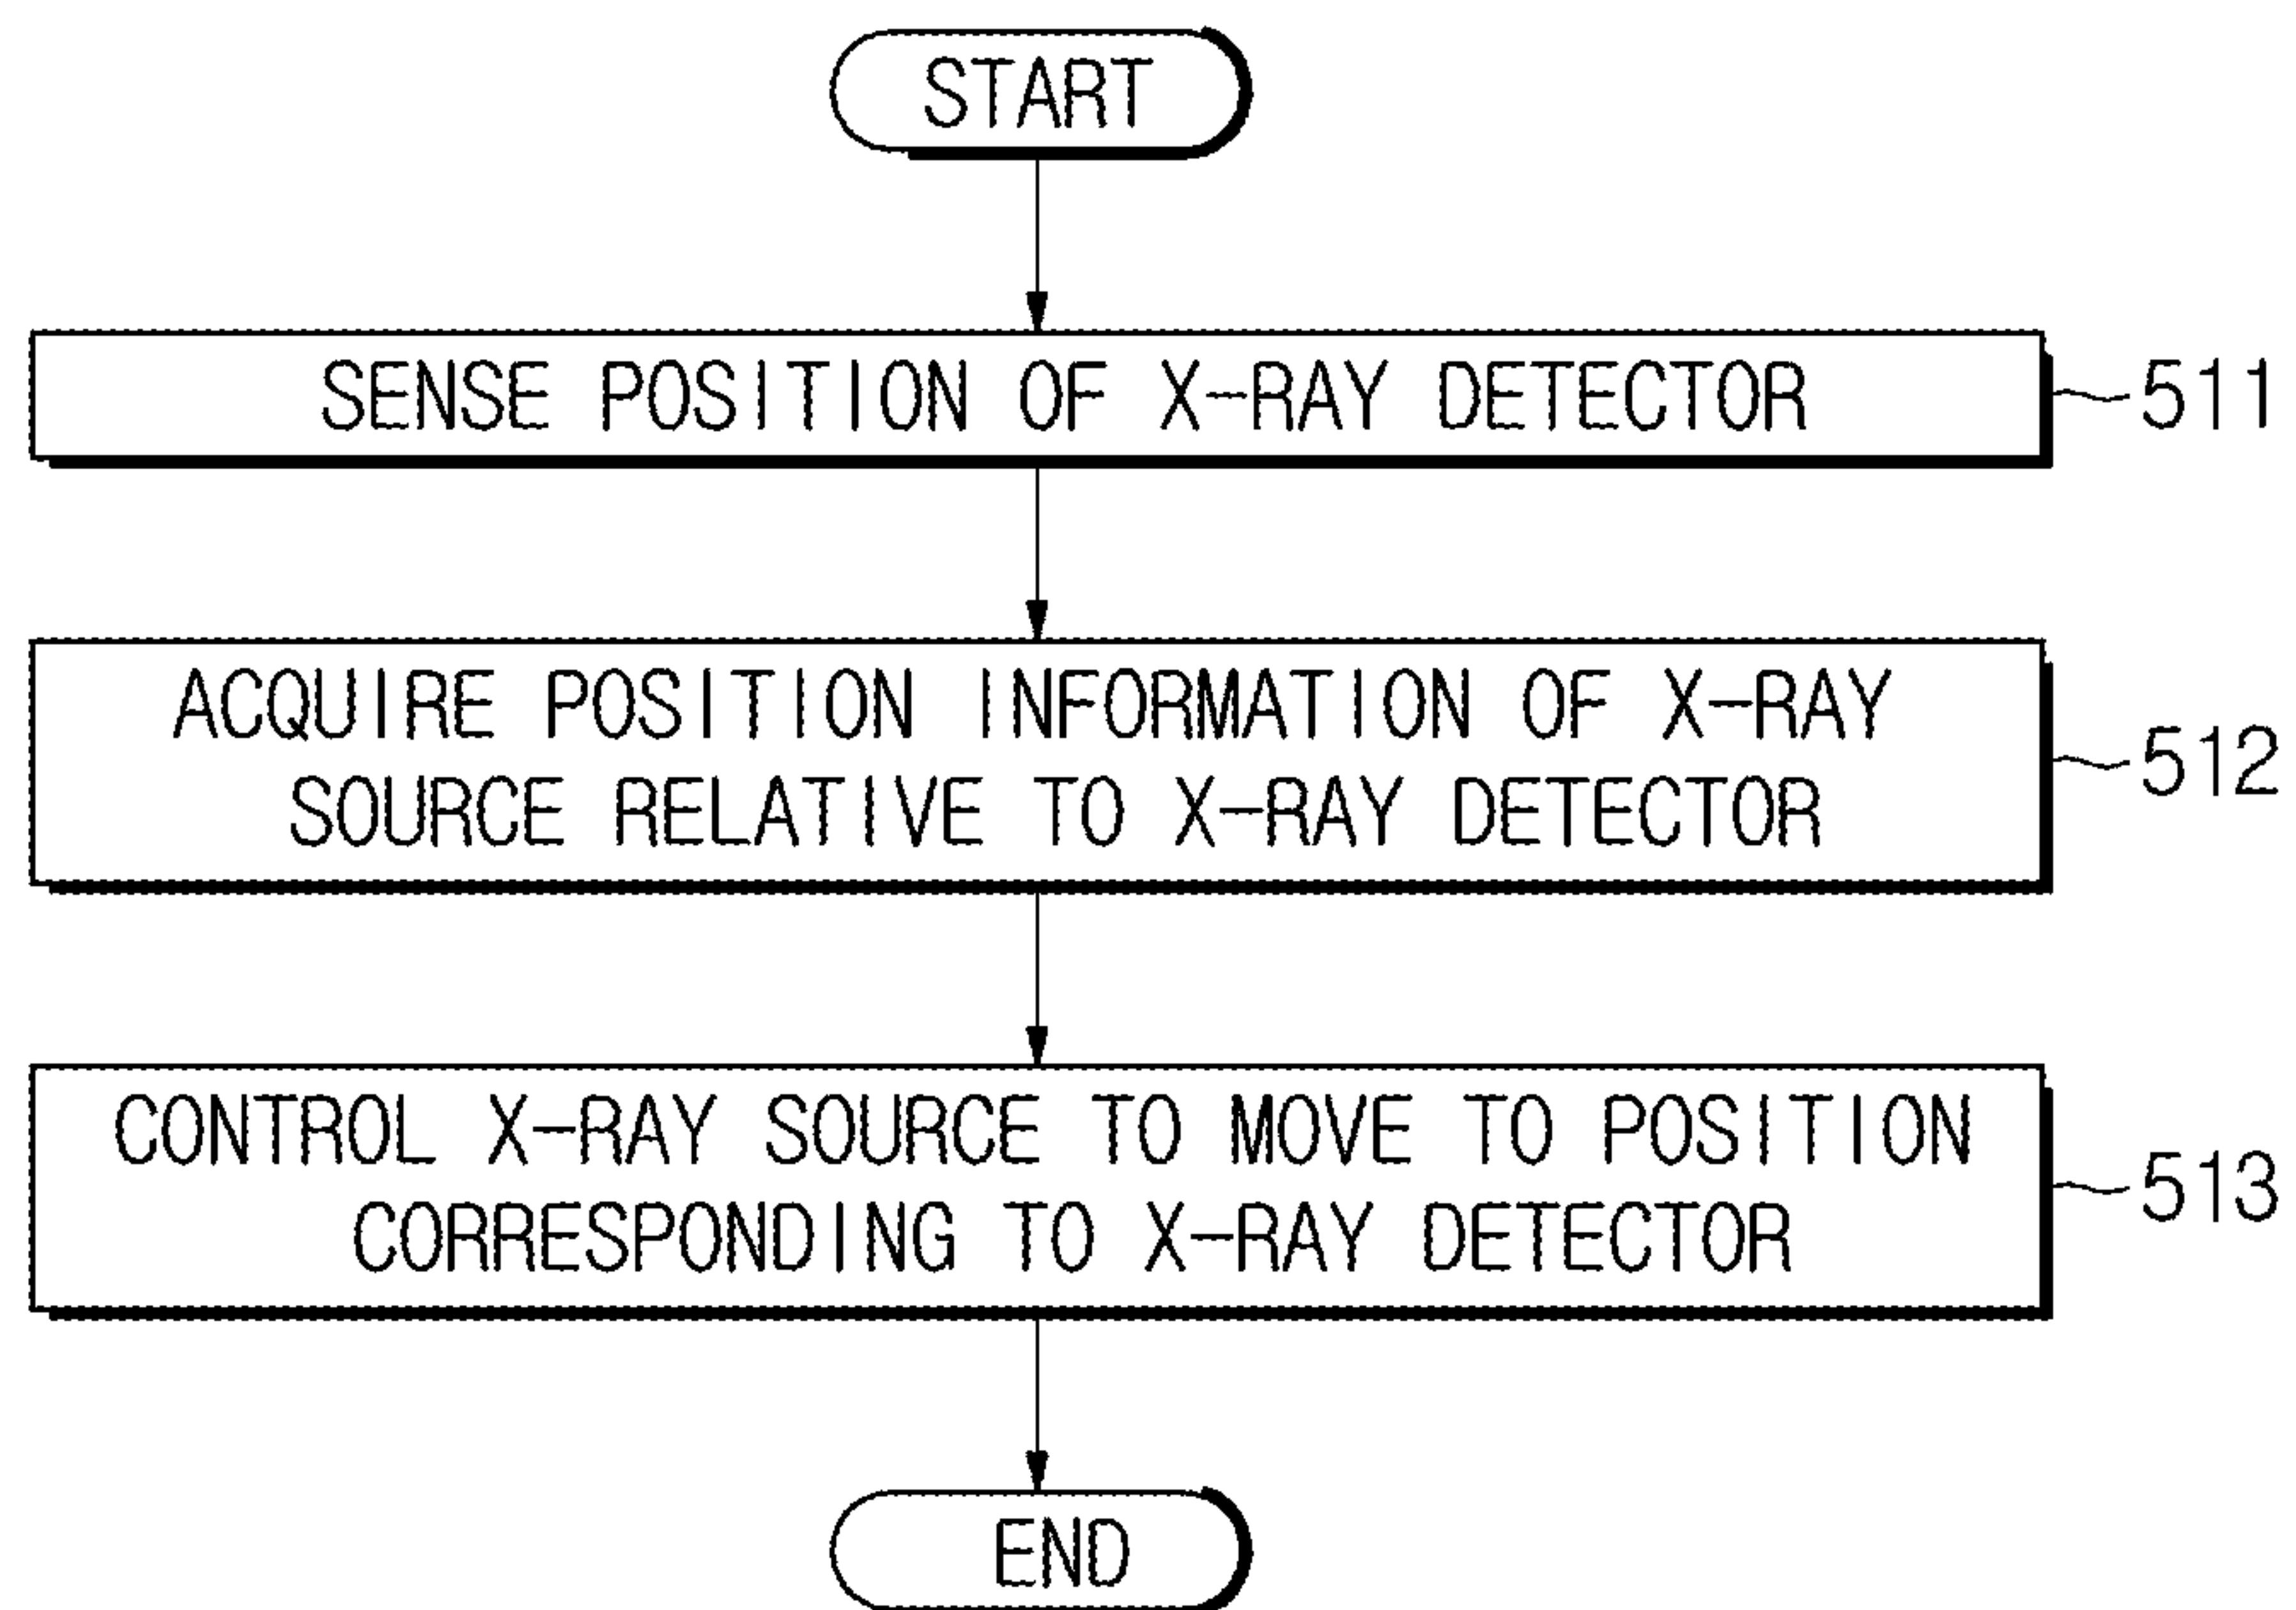 START
SENSE POSITION OF X-RAY DETECTOR
511
ACQUIRE POSITION INFORMATION OF X-RAY
SOURCE RELATIVE TO X-RAY DETECTOR
512
CONTROL X-RAY SOURCE TO MOVE TO POSITION
CORRESPONDING TO X-RAY DETECTOR
513
END